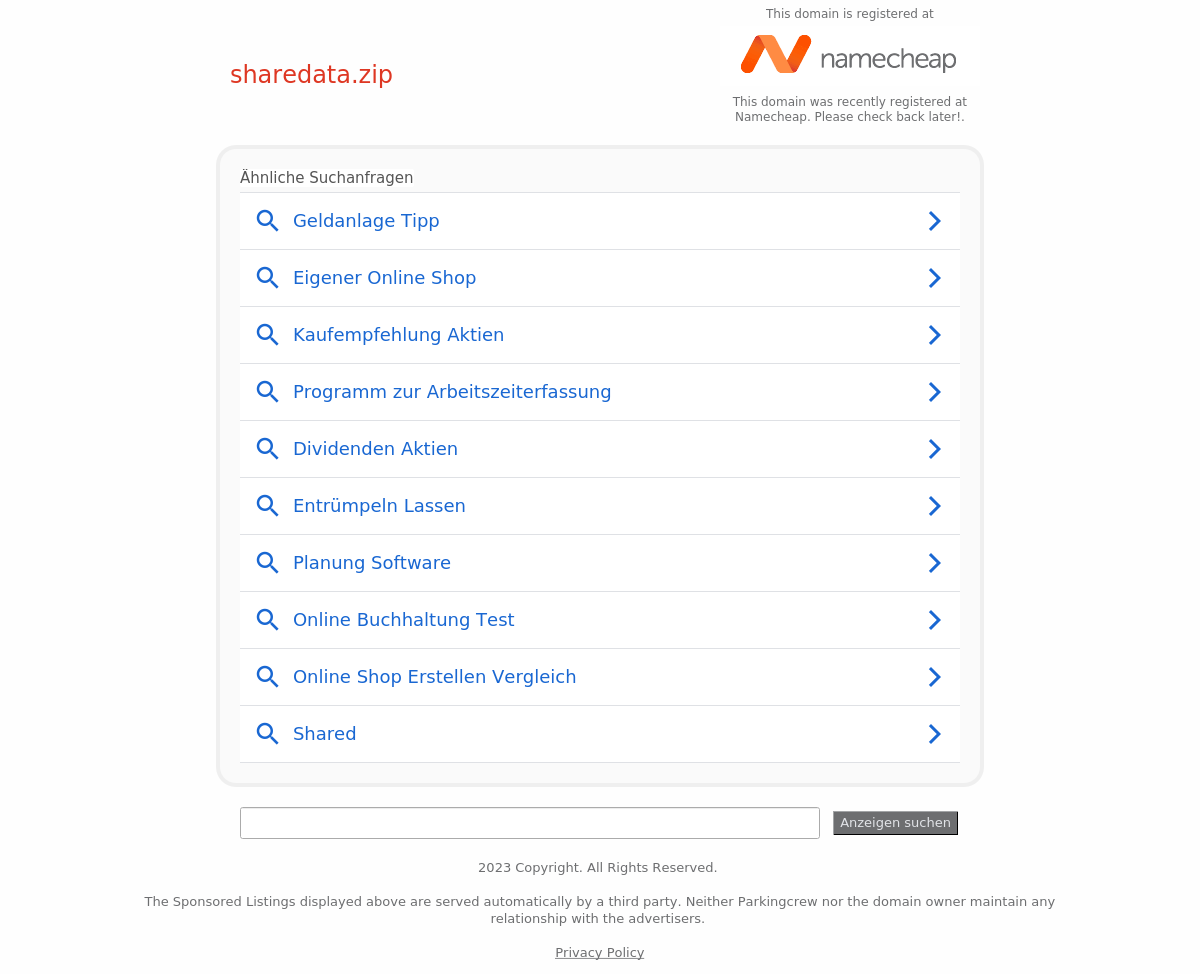 This domain is registered at
namecheap
sharedata.zip
This domain was recently registered at
Namecheap. Please check back later!.
Ähnliche Suchanfragen
Geldanlage Tipp
Eigener Online Shop
Kaufempfehlung Aktien
Programm zur Arbeitszeiterfassung
Dividenden Aktien
Entrümpeln Lassen
Planung Software
Online Buchhaltung Test
Online Shop Erstellen Vergleich
Shared
Anzeigen suchen
2023 Copyright. All Rights Reserved.
The Sponsored Listings displayed above are served automatically by a third party. Neither Parkingcrew nor the domain owner maintain any
relationship with the advertisers.
Privacy Policy